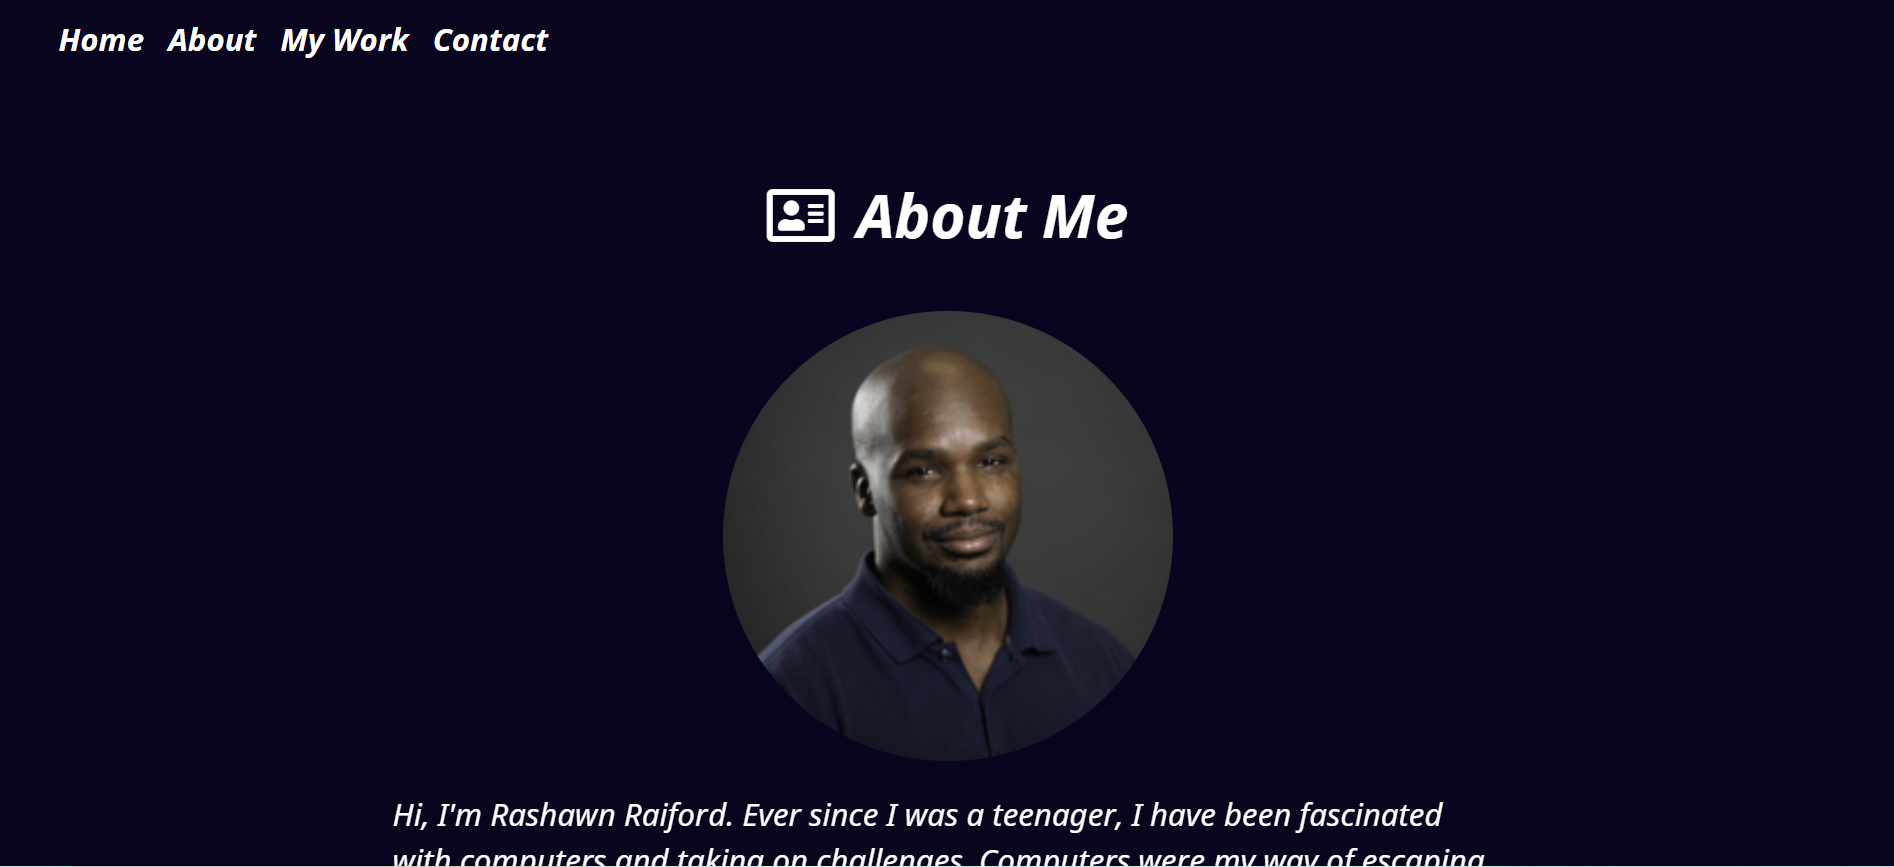 Home About My Work Contact
About Me
Hi, I'm Rashawn Raiford. Ever since I was a teenager, I have been fascinated
with computers and taking on challenges. Computers were my way of escaping